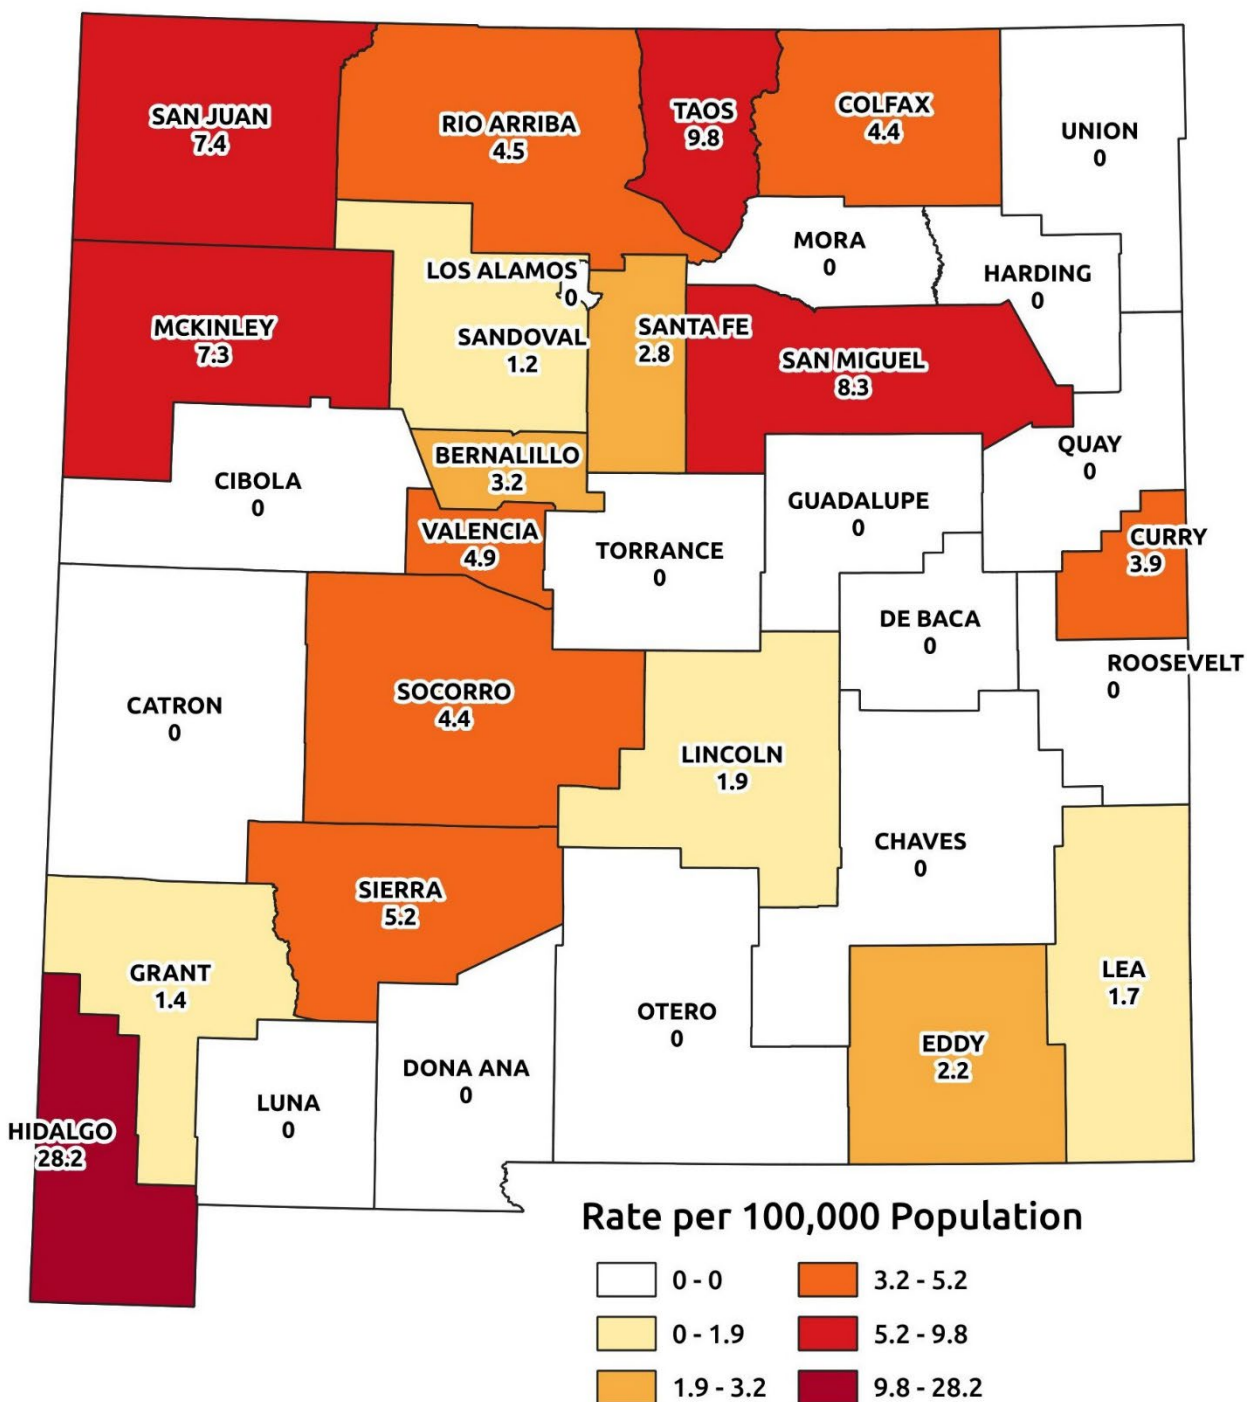 SAN JUAN
7.4
RIO ARRIBA
4.5
TAOS
9.8
COLFAX
4.4
UNION
0
MORA
0
HARDING
0
LOS ALAMOS
0
MCKINLEY
7.3
SANDOVAL
1.2
SANTA FE
2.8
SAN MIGUEL
8.3
QUAY
0
BERNALILLO
3.2
CIBOLA
0
GUADALUPE
0
VALENCIA
4.9
TORRANCE
0
CURRY
3.9
DE BACA
0
ROOSEVELT
0
CATRON
0
SOCORRO
4.4
LINCOLN
1.9
CHAVES
0
SIERRA
5.2
GRANT
1.4
LEA
1.7
OTERO
0
EDDY
2.2
DONA ANA
0
LUNA
0
HIDALGO
28.2
Rate per 100,000 Population
0 - 0
3.2 - 5.2
0 - 1.9
5.2 - 9.8
1.9 - 3.2
9.8 - 28.2